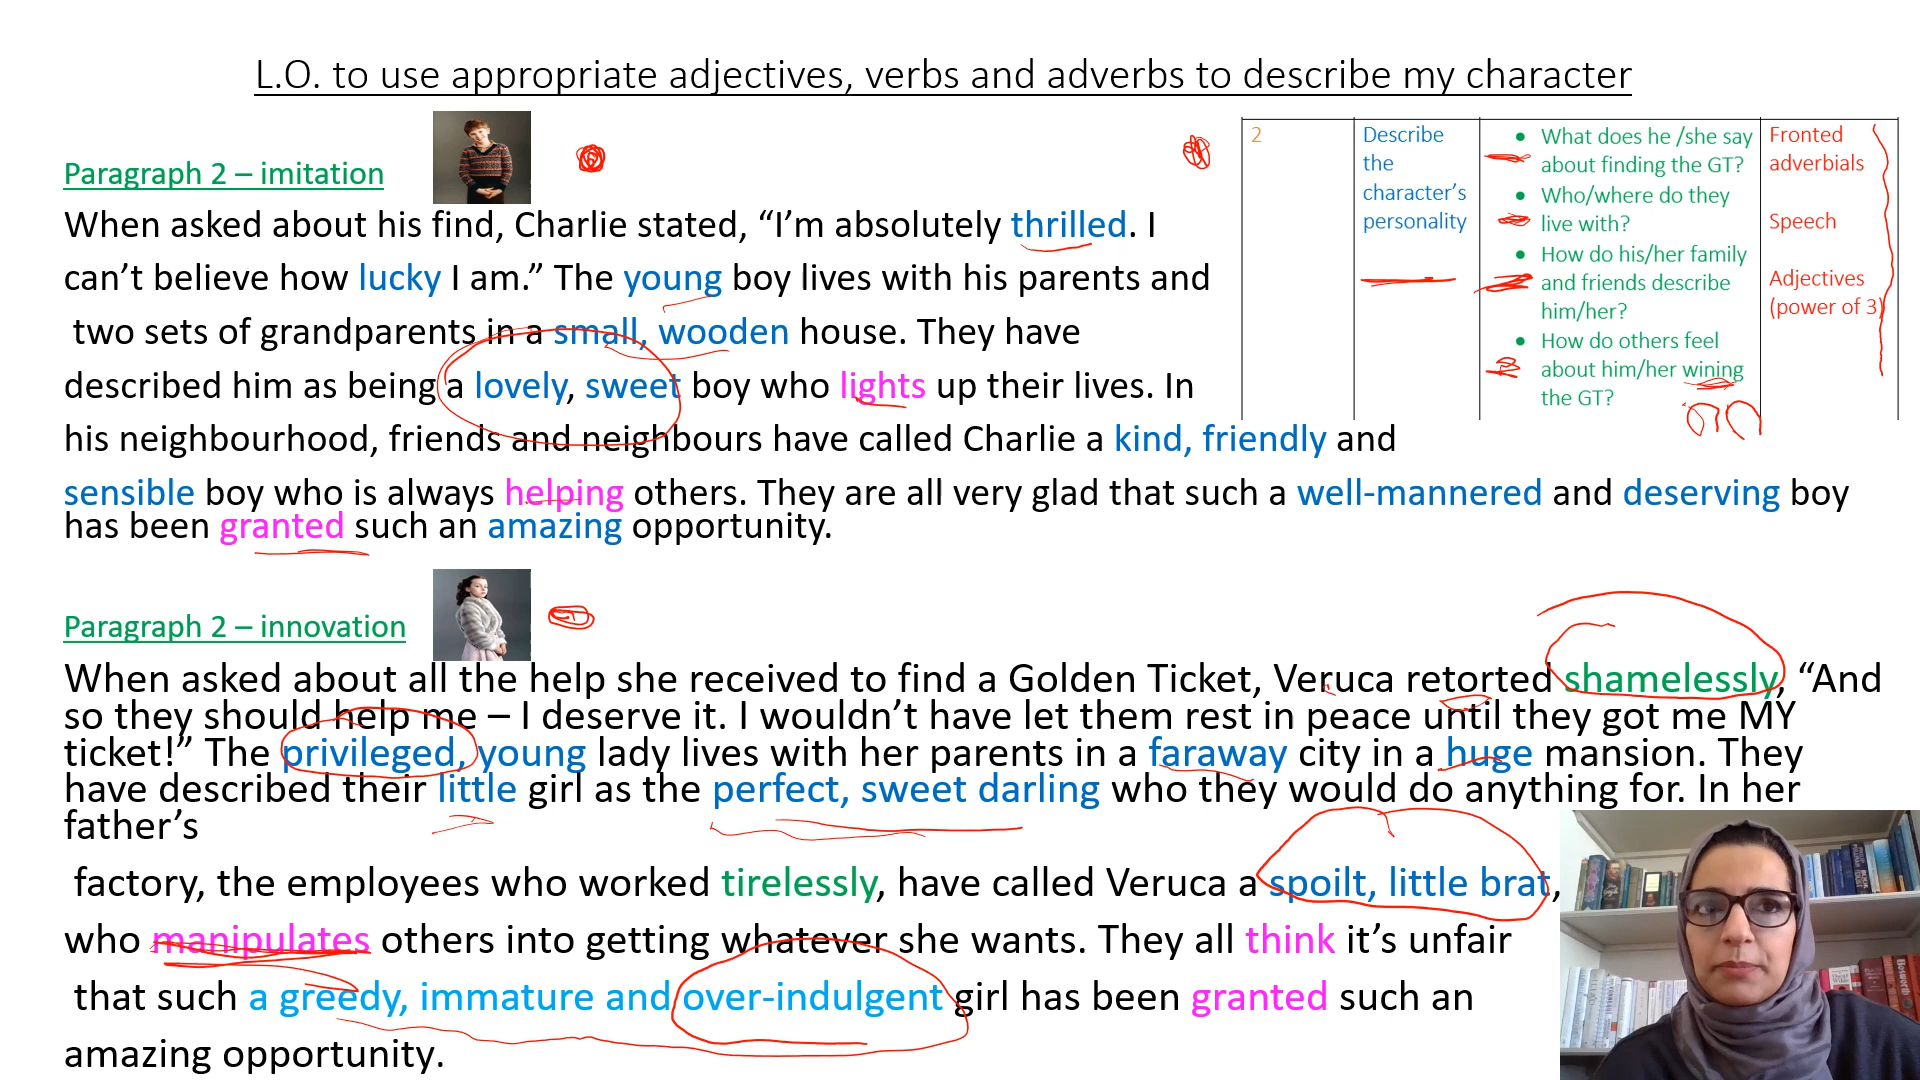 L.O. to use appropriate adjectives, verbs and adverbs to describe my character
Paragraph 2 – imitation
When asked about his find, Charlie stated, “I’m absolutely thrilled. I
can’t believe how lucky I am.” The young boy lives with his parents and
two sets of grandparents in a small, wooden house. They have
described him as being a lovely, sweet boy who lights up their lives. In
his neighbourhood, friends and neighbours have called Charlie a kind, friendly and
sensible boy who is always helping others. They are all very glad that such a well-mannered and deserving boy
has been granted such an amazing opportunity.
2
Describe
the
character’s
personality
• What does he /she say
about finding the GT?
• Who/where do they
live with?
• How do his/her family
and friends describe
him/her?
• How do others feel
about him/her wining
the GT?
Fronted
adverbials
Speech
Adjectives
(power of 3)
Paragraph 2 – innovation
When asked about all the help she received to find a Golden Ticket, Veruca retorted shamelessly, “And
so they should help me – I deserve it. I wouldn’t have let them rest in peace until they got me MY
ticket!” The privileged, young lady lives with her parents in a faraway city in a huge mansion. They
have described their little girl as the perfect, sweet darling who they would do anything for. In her
father’s
factory, the employees who worked tirelessly, have called Veruca a spoilt, little brat,
who manipulates others into getting whatever she wants. They all think it’s unfair
that such a greedy, immature and over-indulgent girl has been granted such an
amazing opportunity.